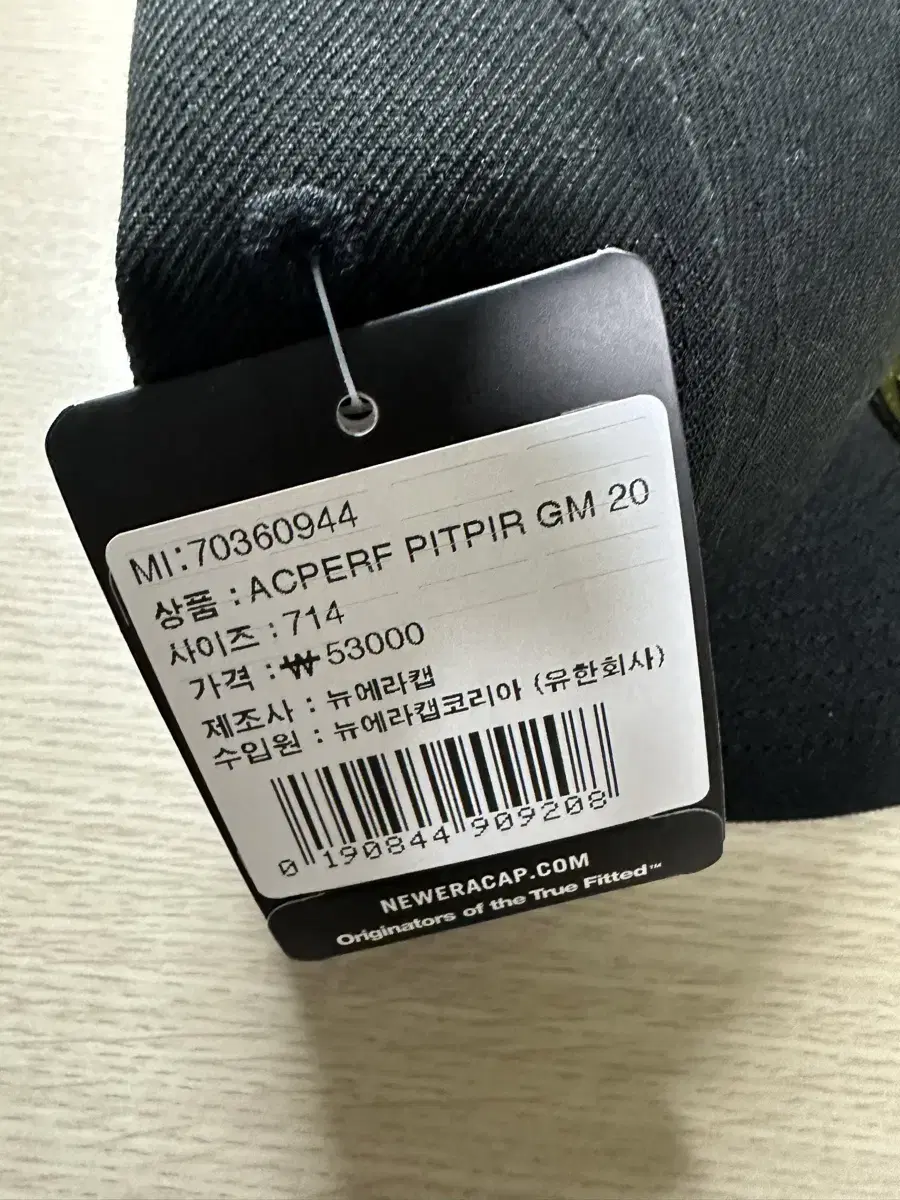 MI:70360944
상품 : ACPERF PITPIR GM 20
사이즈 : 714
가격 : ₩ 53000
제조사 : 뉴에라캡
수입원 : 뉴에라캡코리아 (유한회사)
0 190844 909208
NEWERACAP.COM
Originators of the True Fitted™